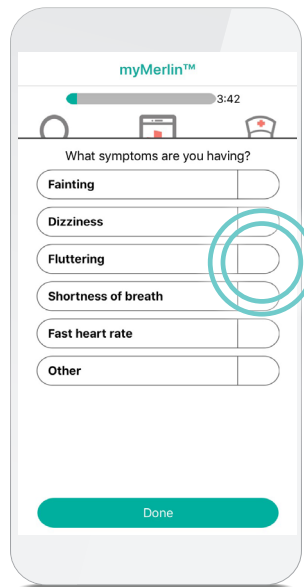 myMerlin™
3:42
What symptoms are you having?
Fainting
Dizziness
Fluttering
Shortness of breath
Fast heart rate
Other
Done